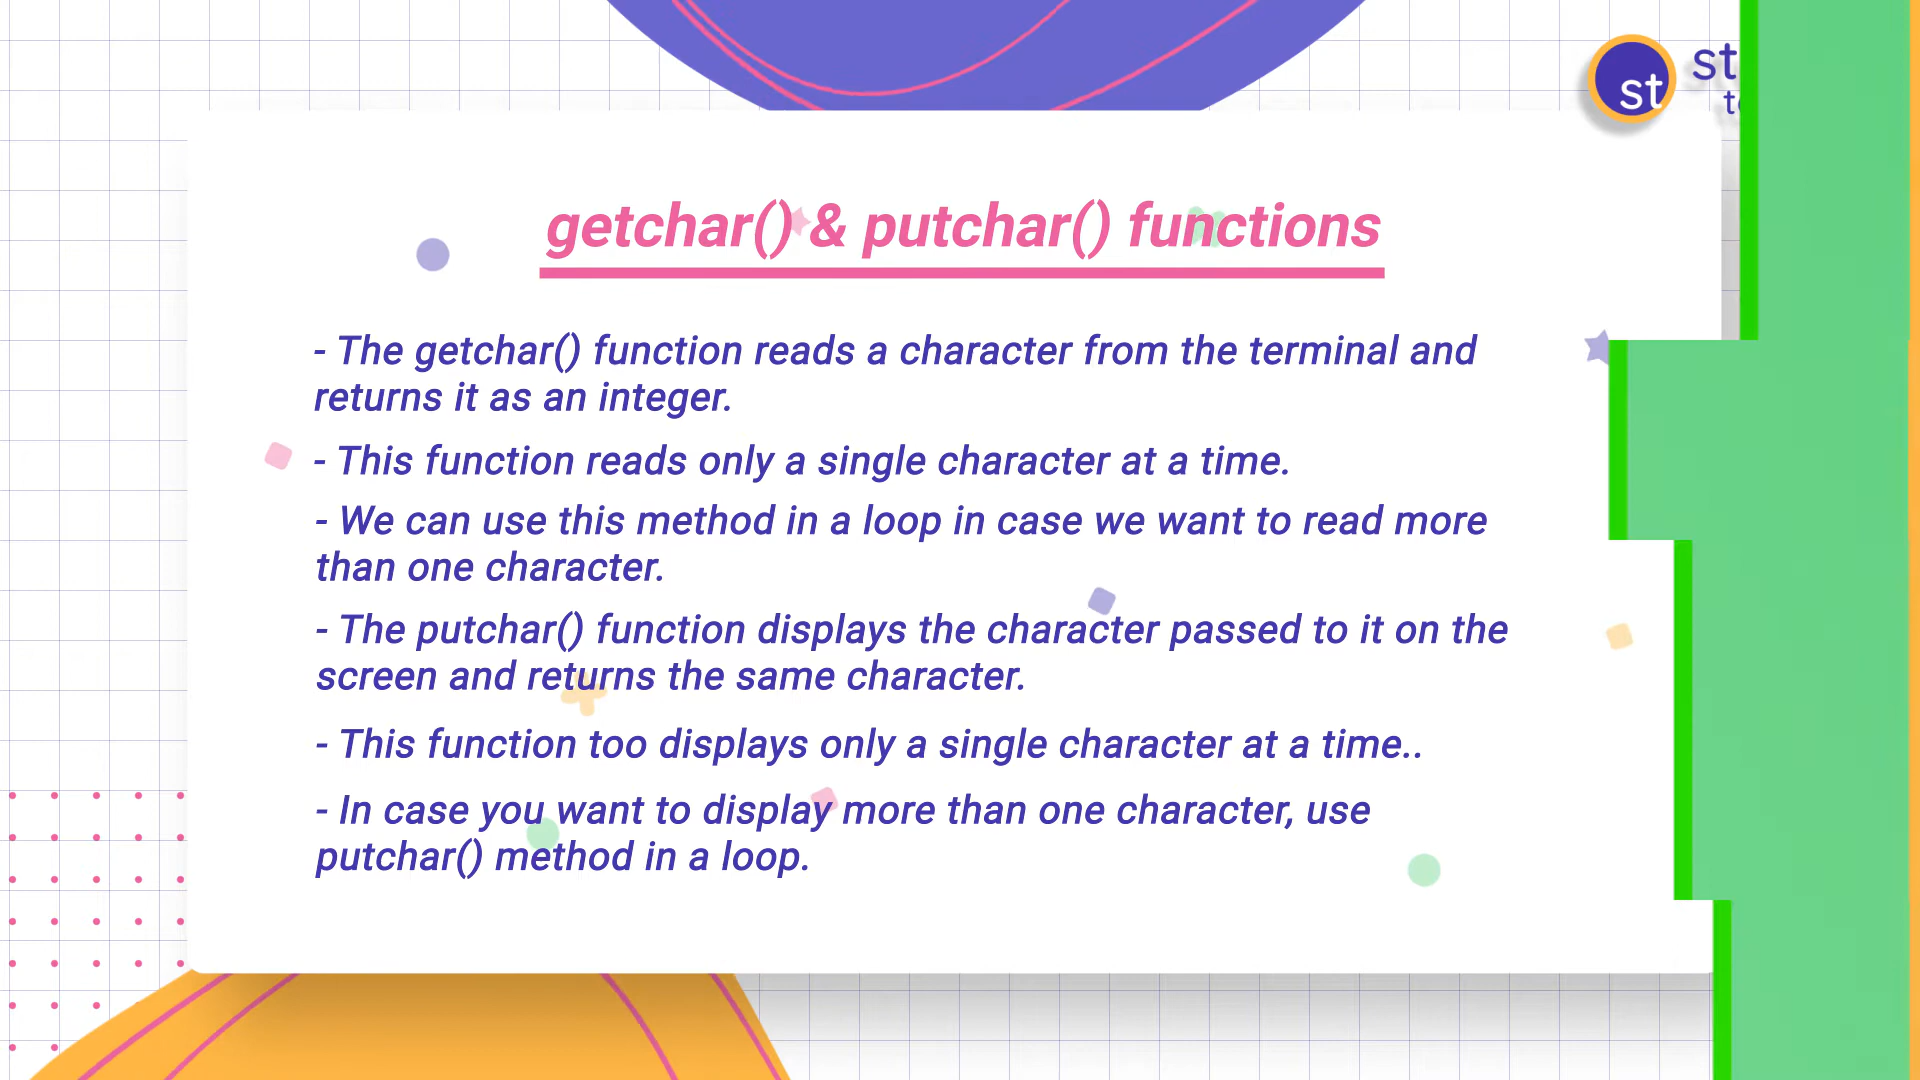 st
st
getchar() & putchar() functions
- The getchar() function reads a character from the terminal and
returns it as an integer.
- This function reads only a single character at a time.
- We can use this method in a loop in case we want to read more
than one character.
- The putchar() function displays the character passed to it on the
screen and returns the same character.
- This function too displays only a single character at a time..
- In case you want to display more than one character, use
putchar() method in a loop.